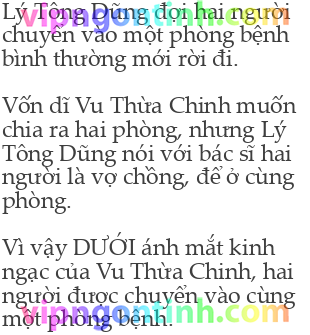 Lý Tông Dũng đợi hai người
chuyển vào một phòng bệnh
bình thường mới rời đi.
Vốn dĩ Vu Thừa Chinh muốn
chia ra hai phòng, nhưng Lý
Tông Dũng nói với bác sĩ hai
người là vợ chồng, để ở cùng
phòng.
Vì vậy DƯỚI ánh mắt kinh
ngạc của Vu Thừa Chinh, hai
người được chuyển vào cùng
một phòng bệnh.
vipngontinh.com
vipngontinh.com